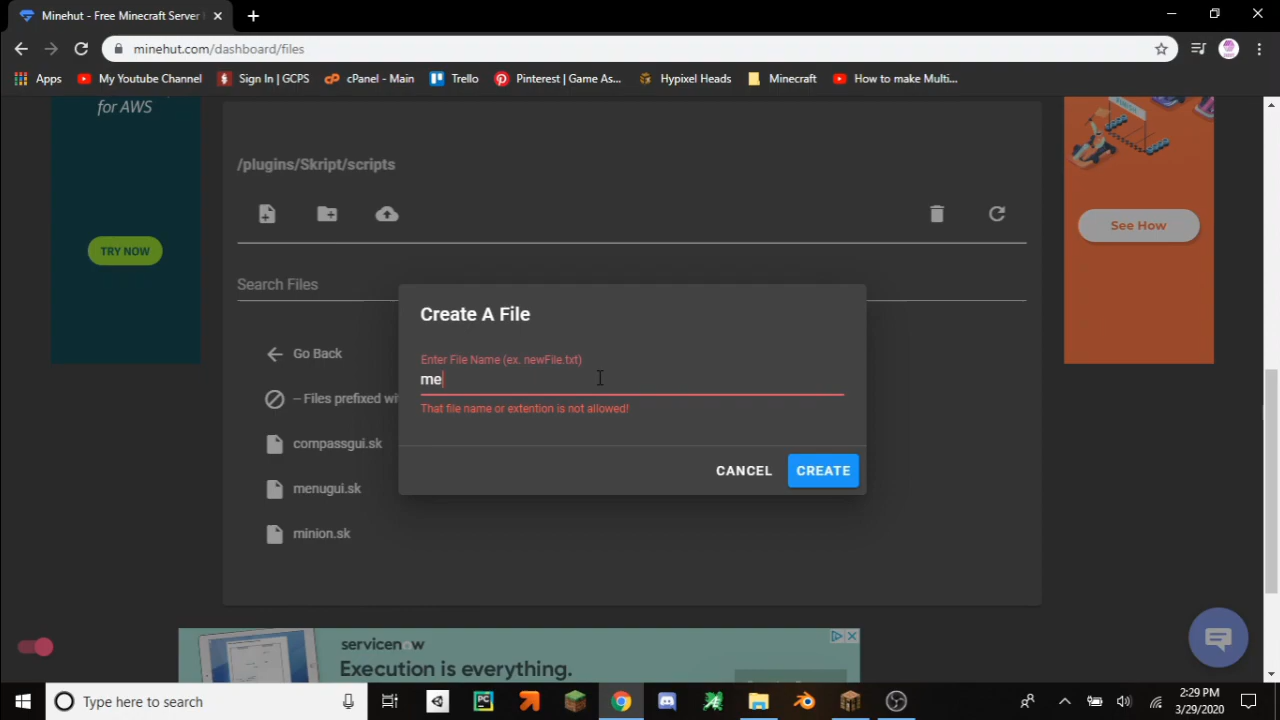 Minehut - Free Minecraft Server
minehut.com/dashboard/files
Apps My YouTube Channel Sign In | GCPS cPanel - Main Trello Pinterest | Game As... Hypixel Heads Minecraft How to make Multi...
for AWS
TRY NOW
/plugins/Skript/scripts
Search Files
See How
Create A File
Enter File Name (ex. newFile.txt)
me
That file name or extention is not allowed!
CANCEL CREATE
Go Back
-- Files prefixed wi
compassgui.sk
menugui.sk
minion.sk
servicenow
Execution is everything.
Type here to search
2:29 PM
3/29/2020